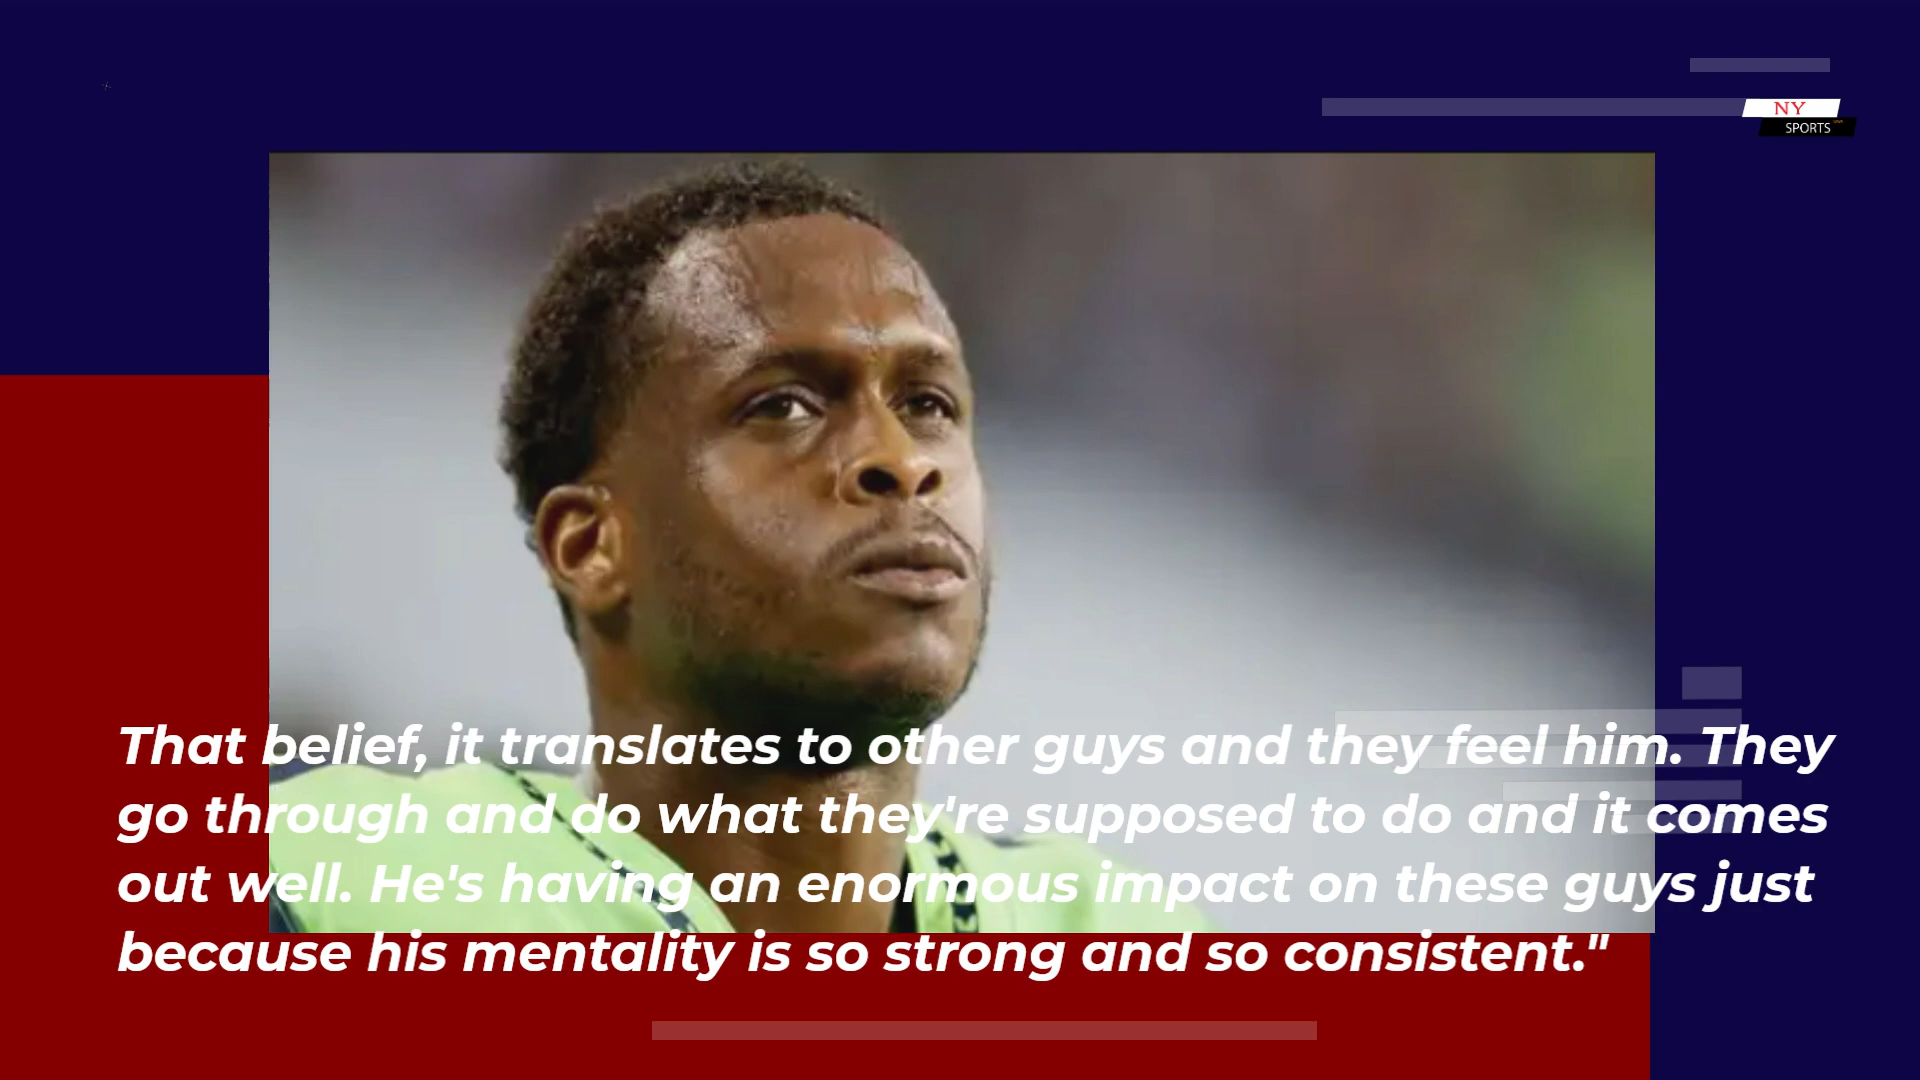 NY
SPORTS
That belief, it translates to other guys and they feel him. They
go through and do what they're supposed to do and it comes
out well. He's having an enormous impact on these guys just
because his mentality is so strong and so consistent."